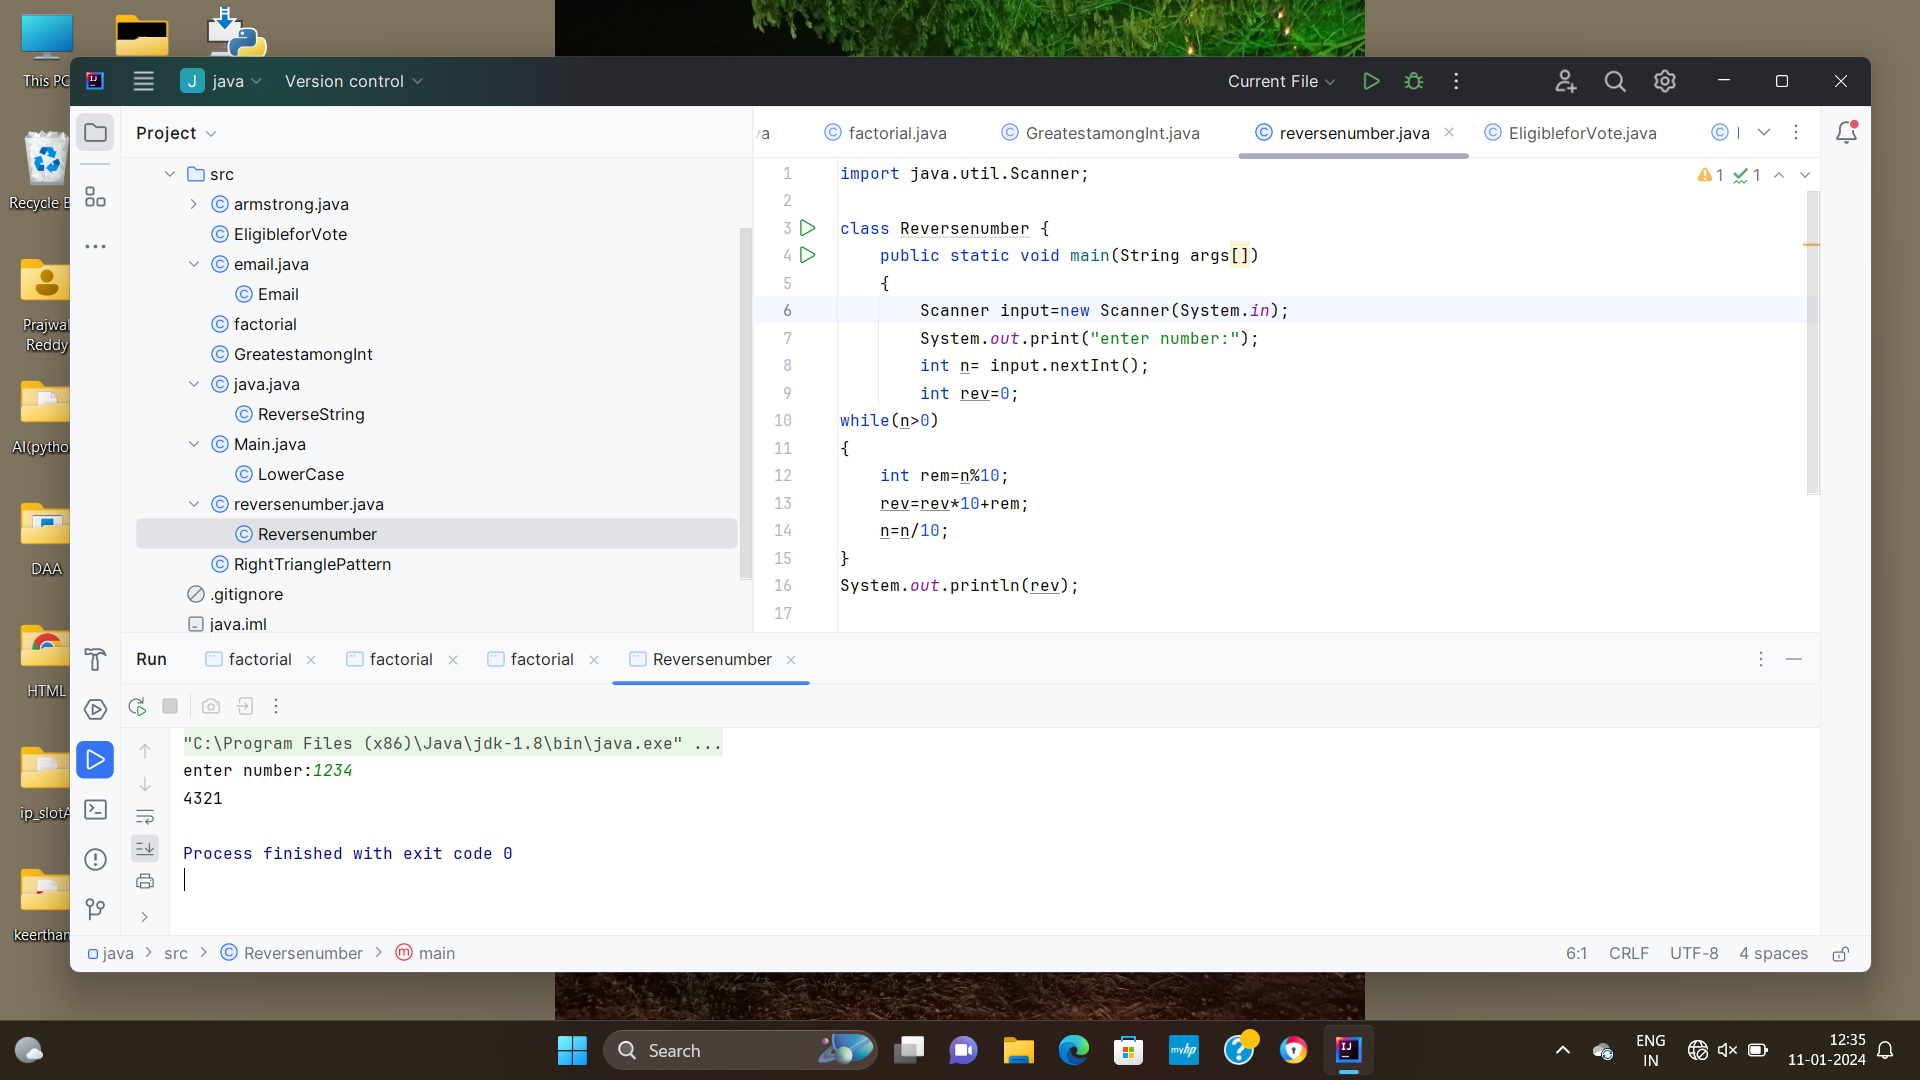 This PC
Recycle B
Prajwal
Reddy
AI(pytho
DAA
HTML
ip_slotA
keerthan
J java Version control
Current File
Project
src
armstrong.java
EligibleforVote
email.java
Email
factorial
GreatestamongInt
java.java
ReverseString
Main.java
LowerCase
reversenumber.java
Reversenumber
RightTrianglePattern
.gitignore
java.iml
factorial.java GreatestamongInt.java reversenumber.java EligibleforVote.java
1 1
1 import java.util.Scanner;
2
3 class Reversenumber {
4 public static void main(String args[])
5 {
6 Scanner input=new Scanner(System.in);
7 System.out.print("enter number:");
8 int n= input.nextInt();
9 int rev=0;
10 while(n>0)
11 {
12 int rem=n%10;
13 rev=rev*10+rem;
14 n=n/10;
15 }
16 System.out.println(rev);
17
Run factorial factorial factorial Reversenumber
"C:\Program Files (x86)\Java\jdk-1.8\bin\java.exe" ...
enter number:1234
4321
Process finished with exit code 0
java > src > Reversenumber > main
6:1 CRLF UTF-8 4 spaces
Search
myhp
ENG
IN
12:35
11-01-2024